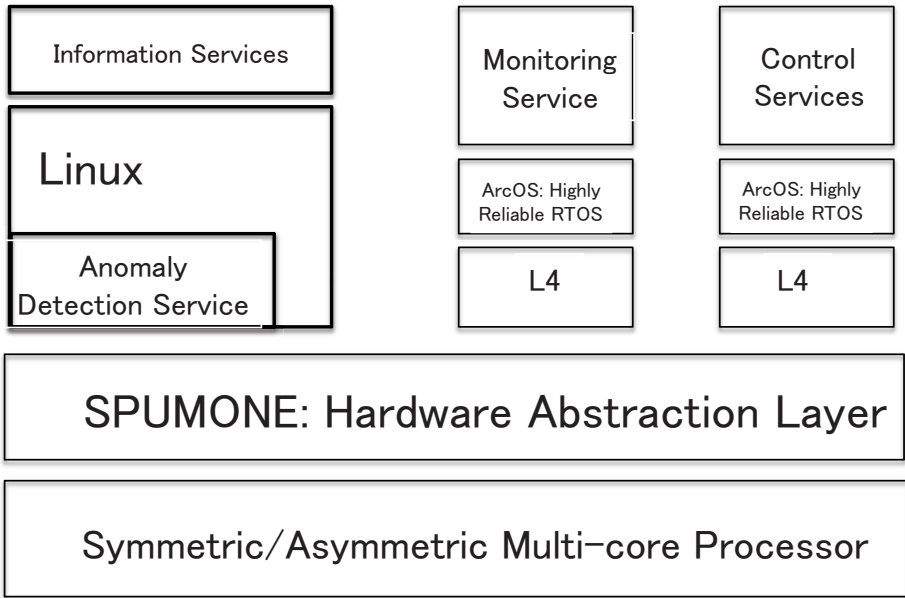 Information Services
Linux
Anomaly
Detection Service
Monitoring
Service
ArcOS: Highly
Reliable RTOS
L4
Control
Services
ArcOS: Highly
Reliable RTOS
L4
SPUMONE: Hardware Abstraction Layer
Symmetric/Asymmetric Multi-core Processor